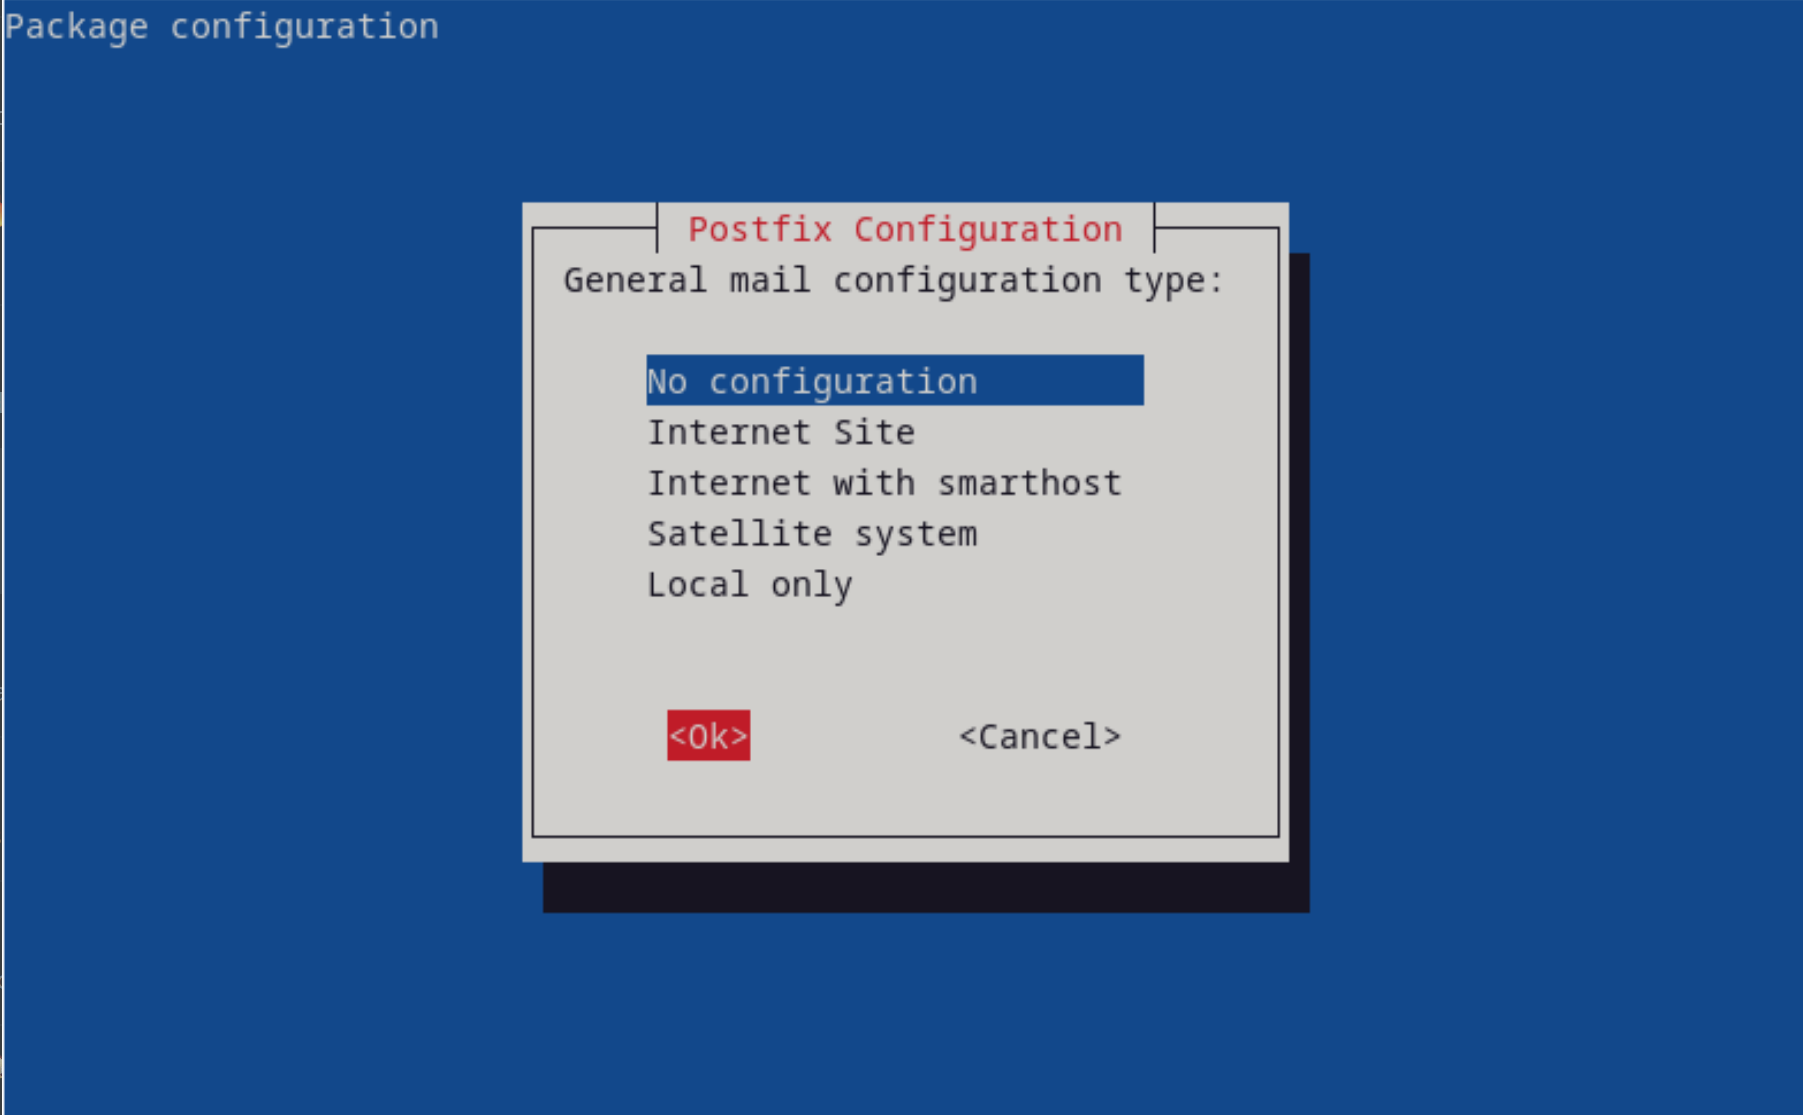 Package configuration
Postfix Configuration
General mail configuration type:
No configuration
Internet Site
Internet with smarthost
Satellite system
Local only
<Ok> <Cancel>